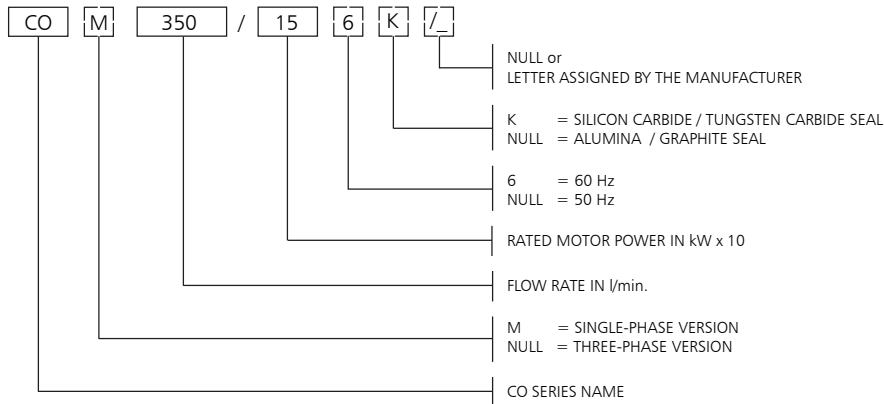 CO M 350 / 15 6 K /_
NULL or
LETTER ASSIGNED BY THE MANUFACTURER
K = SILICON CARBIDE / TUNGSTEN CARBIDE SEAL
NULL = ALUMINA / GRAPHITE SEAL
6 = 60 Hz
NULL = 50 Hz
RATED MOTOR POWER IN kW x 10
FLOW RATE IN l/min.
M = SINGLE-PHASE VERSION
NULL = THREE-PHASE VERSION
CO SERIES NAME